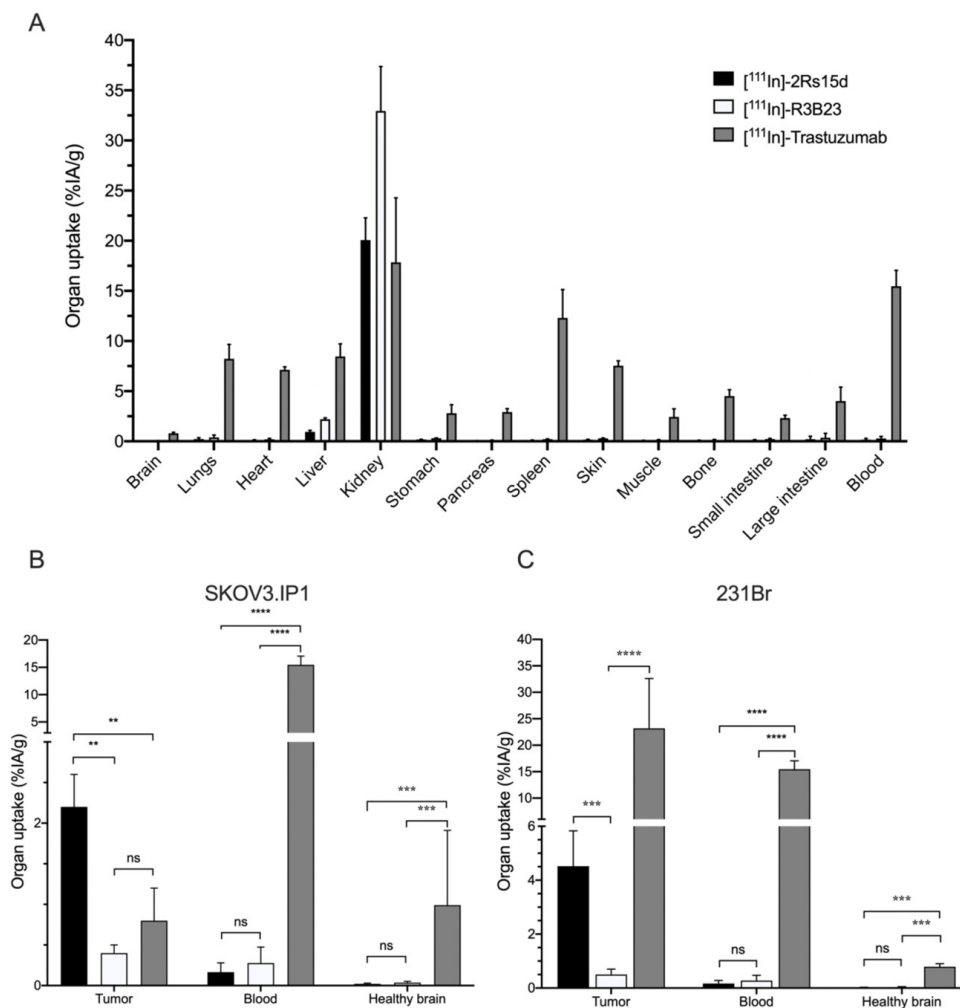 A
Organ uptake (%IA/g)
40
35
30
25
20
15
10
5
0
[¹¹¹In]-2Rs15d
[¹¹¹In]-R3B23
[¹¹¹In]-Trastuzumab
Brain
Lungs
Heart
Liver
Kidney
Stomach
Pancreas
Spleen
Skin
Muscle
Bone
Small intestine
Large intestine
Blood
B
SKOV3.IP1
Organ uptake (%IA/g)
20
15
10
5
2
0
**
**
ns
****
****
ns
***
***
ns
Tumor
Blood
Healthy brain
C
231Br
Organ uptake (%IA/g)
40
35
30
25
20
15
10
6
4
2
0
****
***
****
****
ns
***
***
ns
Tumor
Blood
Healthy brain